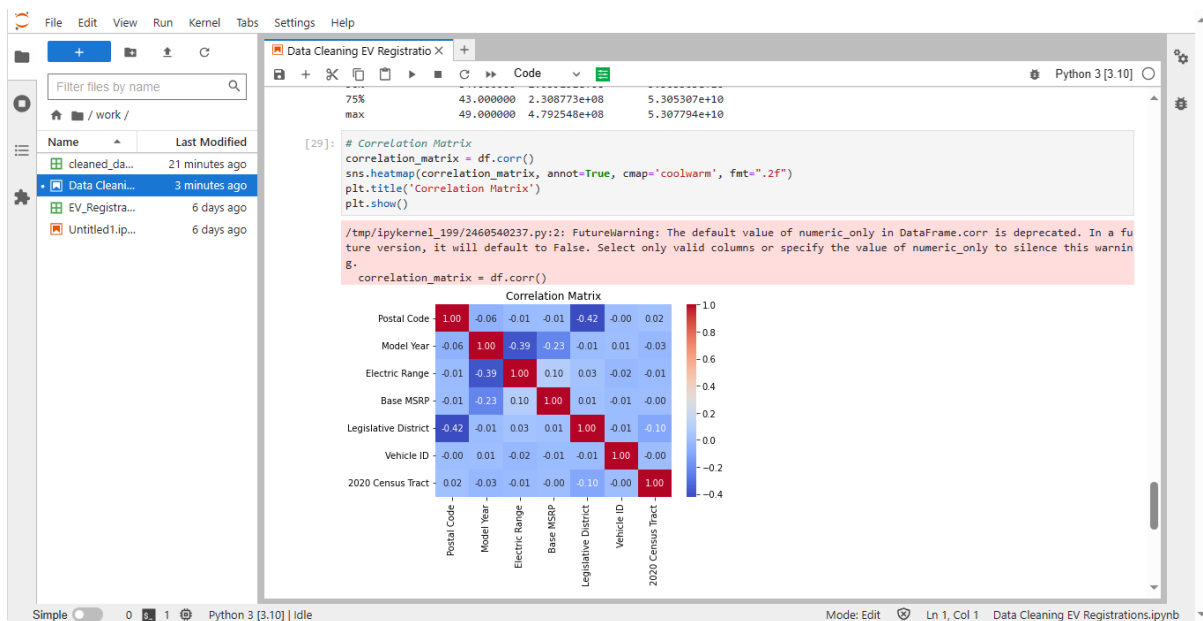 File Edit View Run Kernel Tabs Settings Help
Data Cleaning EV Registratio
Filter files by name
/ work /
Name Last Modified
cleaned_da... 21 minutes ago
Data Cleani... 3 minutes ago
EV_Registra... 6 days ago
Untitled1.ip... 6 days ago
Code
Python 3 [3.10]
75% 43.000000 2.308773e+08 5.305307e+10
max 49.000000 4.792548e+08 5.307794e+10
[29]: # Correlation Matrix
correlation_matrix = df.corr()
sns.heatmap(correlation_matrix, annot=True, cmap='coolwarm', fmt=".2f")
plt.title('Correlation Matrix')
plt.show()
/tmp/ipykernel_199/2460540237.py:2: FutureWarning: The default value of numeric_only in DataFrame.corr is deprecated. In a fu
ture version, it will default to False. Select only valid columns or specify the value of numeric_only to silence this warnin
g.
correlation_matrix = df.corr()
Correlation Matrix
Postal Code 1.00 -0.06 -0.01 -0.01 -0.42 -0.00 0.02
Model Year -0.06 1.00 -0.39 -0.23 -0.01 0.01 -0.03
Electric Range -0.01 -0.39 1.00 0.10 0.03 -0.02 -0.01
Base MSRP -0.01 -0.23 0.10 1.00 0.01 -0.01 -0.00
Legislative District -0.42 -0.01 0.03 0.01 1.00 -0.01 -0.10
Vehicle ID -0.00 0.01 -0.02 -0.01 -0.01 1.00 -0.00
2020 Census Tract 0.02 -0.03 -0.01 -0.00 -0.10 -0.00 1.00
Postal Code
Model Year
Electric Range
Base MSRP
Legislative District
Vehicle ID
2020 Census Tract
1.0
0.8
0.6
0.4
0.2
0.0
-0.2
-0.4
Simple 0 1 Python 3 [3.10] | Idle
Mode: Edit Ln 1, Col 1 Data Cleaning EV Registrations.ipynb